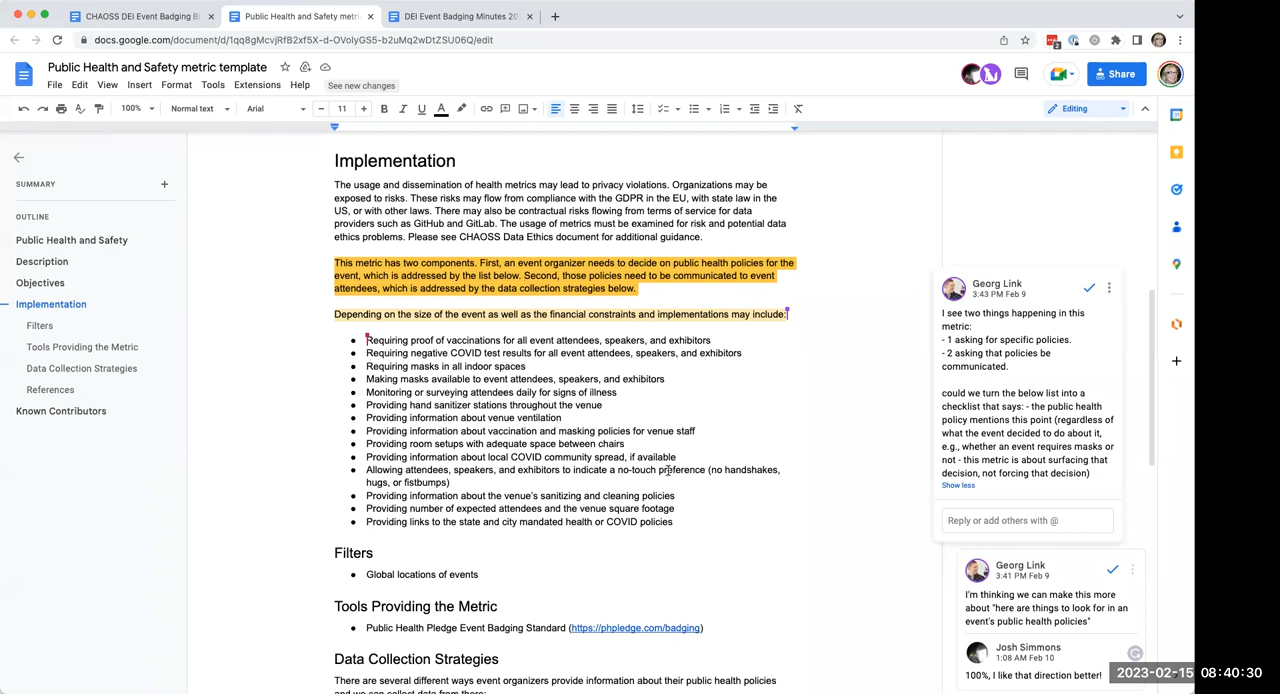 CHAOSS DEI Event Badging Bi
Public Health and Safety metri
DEI Event Badging Minutes 20
docs.google.com/document/d/1qq8gMcvjRfB2xf5X-d-OVolyGS5-b2uMq2wDtZSU06Q/edit
2
Public Health and Safety metric template
File Edit View Insert Format Tools Extensions Help See new changes
Share
100% Normal text Arial 11 B I U A Editing
SUMMARY
OUTLINE
Public Health and Safety
Description
Objectives
Implementation
Filters
Tools Providing the Metric
Data Collection Strategies
References
Known Contributors
Implementation
The usage and dissemination of health metrics may lead to privacy violations. Organizations may be
exposed to risks. These risks may flow from compliance with the GDPR in the EU, with state law in the
US, or with other laws. There may also be contractual risks flowing from terms of service for data
providers such as GitHub and GitLab. The usage of metrics must be examined for risk and potential data
ethics problems. Please see CHAOSS Data Ethics document for additional guidance.
This metric has two components. First, an event organizer needs to decide on public health policies for the
event, which is addressed by the list below. Second, those policies need to be communicated to event
attendees, which is addressed by the data collection strategies below.
Depending on the size of the event as well as the financial constraints and implementations may include:
● Requiring proof of vaccinations for all event attendees, speakers, and exhibitors
● Requiring negative COVID test results for all event attendees, speakers, and exhibitors
● Requiring masks in all indoor spaces
● Making masks available to event attendees, speakers, and exhibitors
● Monitoring or surveying attendees daily for signs of illness
● Providing hand sanitizer stations throughout the venue
● Providing information about venue ventilation
● Providing information about vaccination and masking policies for venue staff
● Providing room setups with adequate space between chairs
● Providing information about local COVID community spread, if available
● Allowing attendees, speakers, and exhibitors to indicate a no-touch preference (no handshakes,
hugs, or fistbumps)
● Providing information about the venue's sanitizing and cleaning policies
● Providing number of expected attendees and the venue square footage
● Providing links to the state and city mandated health or COVID policies
Filters
● Global locations of events
Tools Providing the Metric
● Public Health Pledge Event Badging Standard (https://phpledge.com/badging)
Data Collection Strategies
There are several different ways event organizers provide information about their public health policies
and we can collect data from there:
Georg Link
3:43 PM Feb 9
I see two things happening in this
metric:
- 1 asking for specific policies.
- 2 asking that policies be
communicated.
could we turn the below list into a
checklist that says: - the public health
policy mentions this point (regardless of
what the event decided to do about it,
e.g., whether an event requires masks or
not - this metric is about surfacing that
decision, not forcing that decision)
Show less
Reply or add others with @
Georg Link
3:41 PM Feb 9
I'm thinking we can make this more
about "here are things to look for in an
event's public health policies"
Josh Simmons
1:08 AM Feb 10
100%, I like that direction better!
2023-02-15 08:40:30